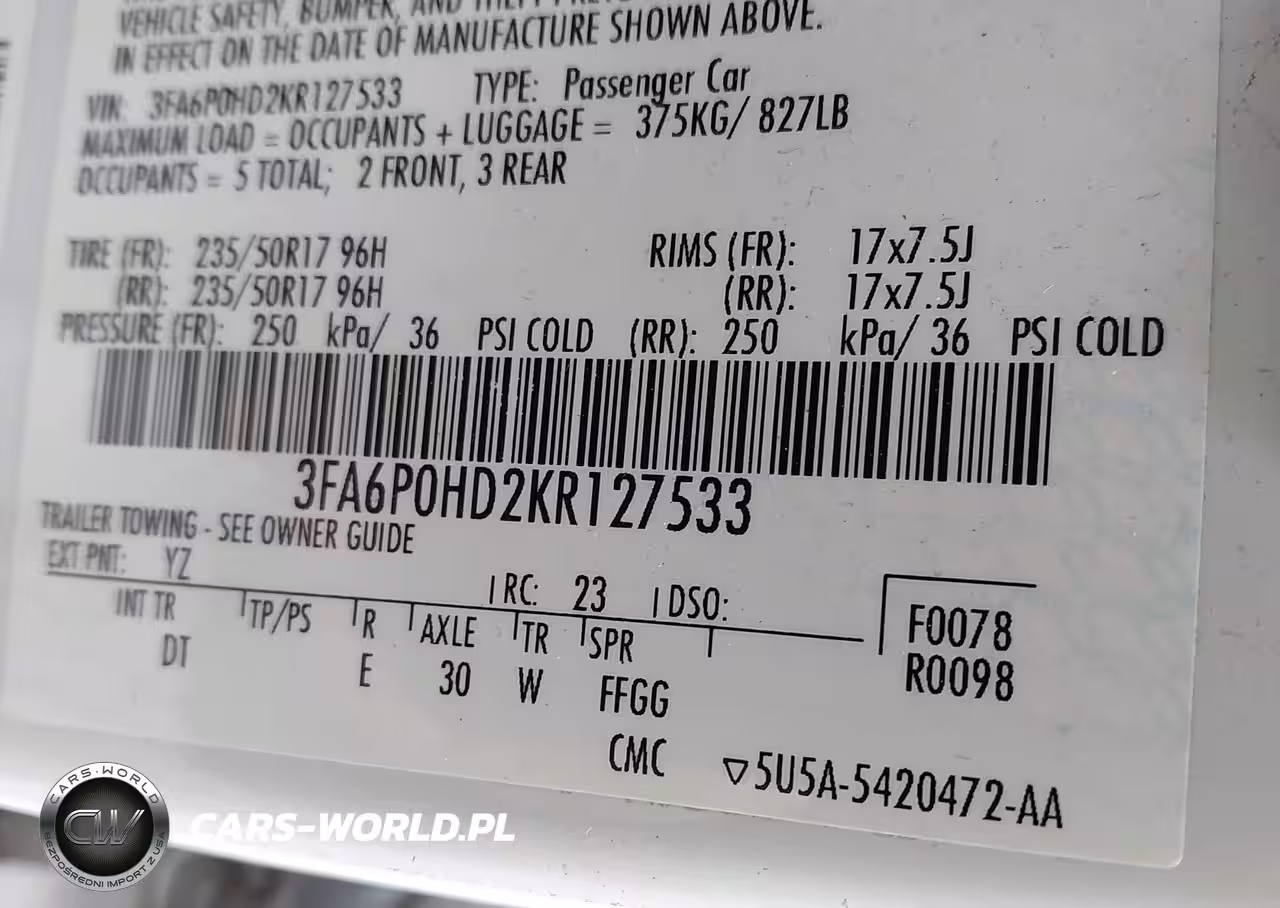 VEHICLE SAFETY, BUMPER, AND THEFT
IN EFFECT ON THE DATE OF MANUFACTURE SHOWN ABOVE.
VIN: 3FA6P0HD2KR127533 TYPE: Passenger Car
MAXIMUM LOAD = OCCUPANTS + LUGGAGE = 375KG/ 827LB
OCCUPANTS = 5 TOTAL; 2 FRONT, 3 REAR
TIRE (FR): 235/50R17 96H RIMS (FR): 17x7.5J
(RR): 235/50R17 96H (RR): 17x7.5J
PRESSURE (FR): 250 kPa/ 36 PSI COLD (RR): 250 kPa/ 36 PSI COLD
3FA6P0HD2KR127533
TRAILER TOWING - SEE OWNER GUIDE
EXT PNT: YZ RC: 23 DSO:
INT TR TP/PS R AXLE TR SPR
DT E 30 W FFGG
CMC
F0078
R0098
▽5U5A-5420472-AA
CARS-WORLD
CW
BEZPOŚREDNI IMPORT Z USA
CARS-WORLD.PL